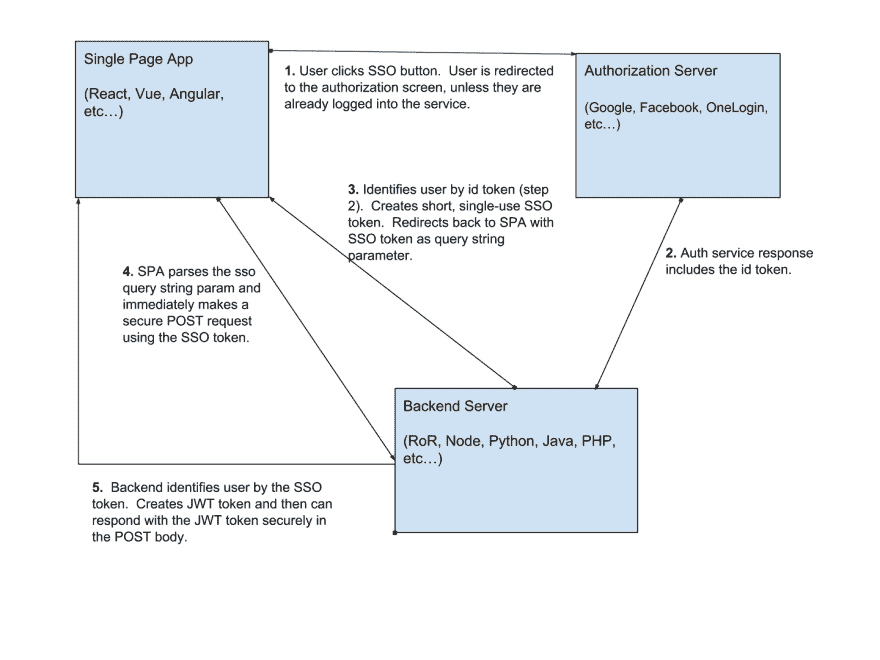 Single Page App
(React, Vue, Angular,
etc...)
1. User clicks SSO button. User is redirected
to the authorization screen, unless they are
already logged into the service.
Authorization Server
(Google, Facebook, OneLogin,
etc...)
3. Identifies user by id token (step
2). Creates short, single-use SSO
token. Redirects back to SPA with
SSO token as query string
parameter.
2. Auth service response
includes the id token.
4. SPA parses the sso
query string param and
immediately makes a
secure POST request
using the SSO token.
Backend Server
(RoR, Node, Python, Java, PHP,
etc...)
5. Backend identifies user by the SSO
token. Creates JWT token and then can
respond with the JWT token securely in
the POST body.